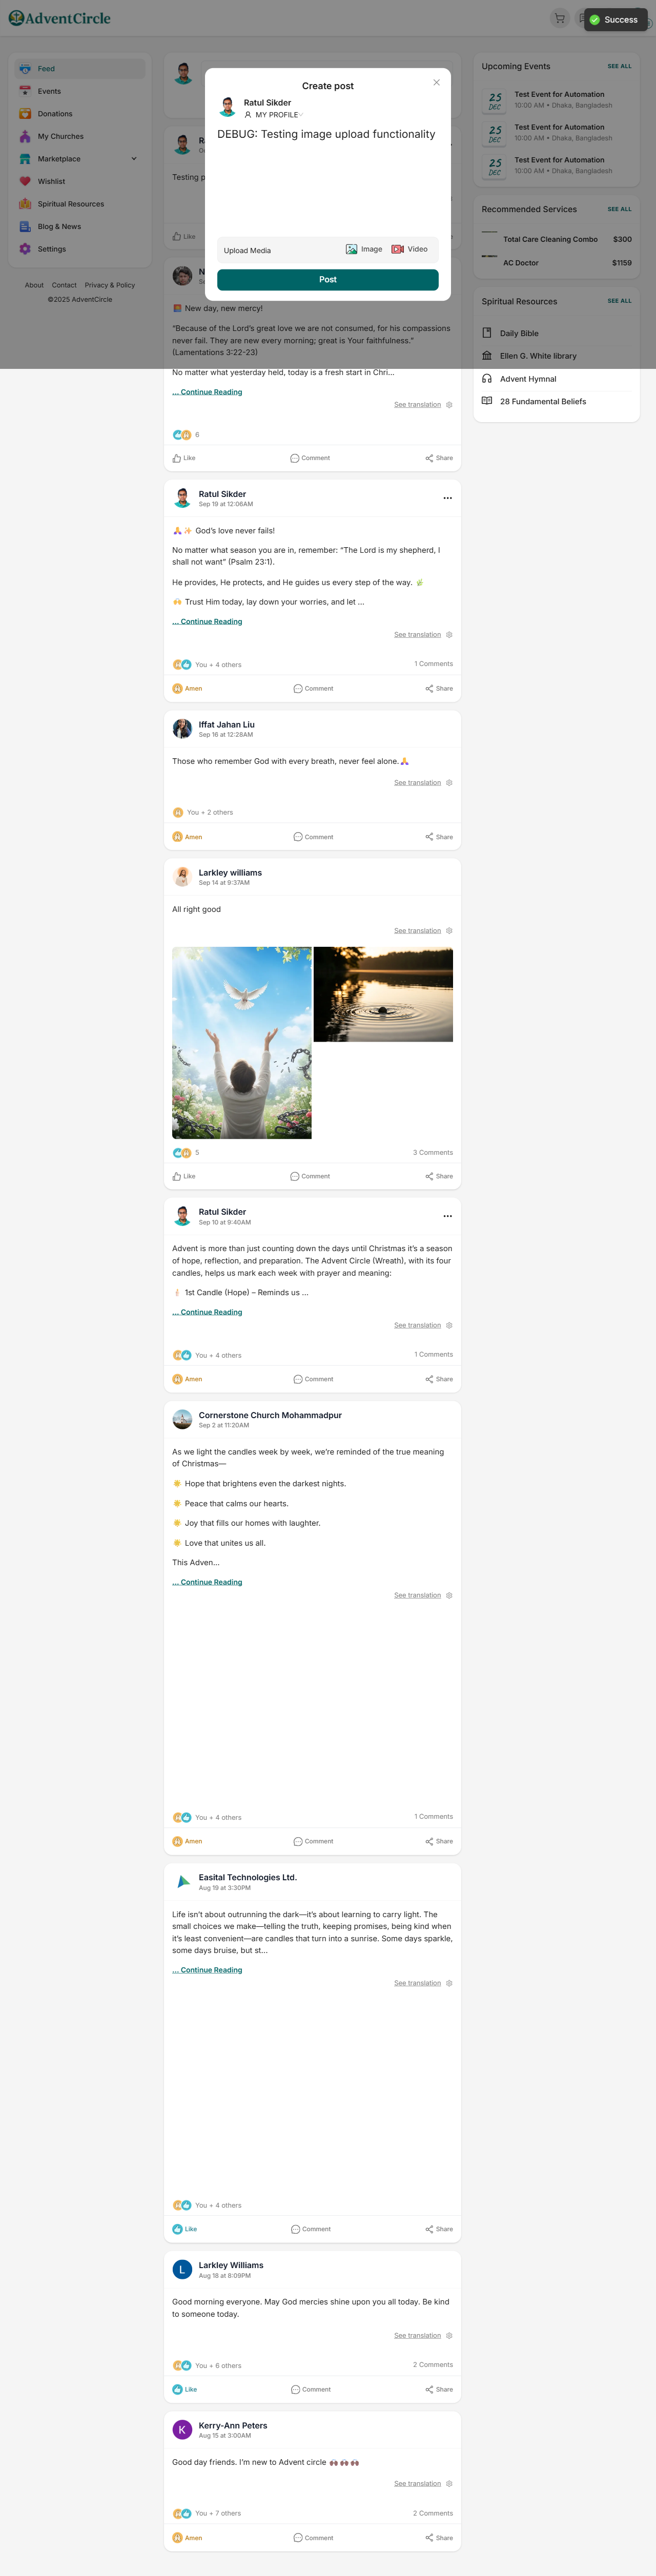 AdventCircle
Success
Feed
Events
Donations
My Churches
Marketplace
Wishlist
Spiritual Resources
Blog & News
Settings
About Contact Privacy & Policy
©2025 AdventCircle
Create post
Ratul Sikder
MY PROFILE
DEBUG: Testing image upload functionality
Upload Media
Image
Video
Post
Testing p
Like
🎒 New day, new mercy!
“Because of the Lord’s great love we are not consumed, for his compassions
never fail. They are new every morning; great is Your faithfulness.”
(Lamentations 3:22-23)
No matter what yesterday held, today is a fresh start in Chri...
... Continue Reading
See translation
6
Like Comment Share
Ratul Sikder
Sep 19 at 12:06AM
🙏✨ God’s love never fails!
No matter what season you are in, remember: “The Lord is my shepherd, I
shall not want” (Psalm 23:1).
He provides, He protects, and He guides us every step of the way. 🌿
🙌 Trust Him today, lay down your worries, and let ...
... Continue Reading
See translation
You + 4 others 1 Comments
Amen Comment Share
Iffat Jahan Liu
Sep 16 at 12:28AM
Those who remember God with every breath, never feel alone.🙏
See translation
You + 2 others
Amen Comment Share
Larkley williams
Sep 14 at 9:37AM
All right good
See translation
5 3 Comments
Like Comment Share
Ratul Sikder
Sep 10 at 9:40AM
Advent is more than just counting down the days until Christmas it’s a season
of hope, reflection, and preparation. The Advent Circle (Wreath), with its four
candles, helps us mark each week with prayer and meaning:
🕯 1st Candle (Hope) – Reminds us ...
... Continue Reading
See translation
You + 4 others 1 Comments
Amen Comment Share
Cornerstone Church Mohammadpur
Sep 2 at 11:20AM
As we light the candles week by week, we’re reminded of the true meaning
of Christmas—
☀️ Hope that brightens even the darkest nights.
☀️ Peace that calms our hearts.
☀️ Joy that fills our homes with laughter.
☀️ Love that unites us all.
This Adven...
... Continue Reading
See translation
You + 4 others 1 Comments
Amen Comment Share
Easital Technologies Ltd.
Aug 19 at 3:30PM
Life isn’t about outrunning the dark—it’s about learning to carry light. The
small choices we make—telling the truth, keeping promises, being kind when
it’s least convenient—are candles that turn into a sunrise. Some days sparkle,
some days bruise, but st...
... Continue Reading
See translation
You + 4 others
Like Comment Share
L
Larkley Williams
Aug 18 at 8:09PM
Good morning everyone. May God mercies shine upon you all today. Be kind
to someone today.
See translation
You + 6 others 2 Comments
Like Comment Share
K
Kerry-Ann Peters
Aug 15 at 3:00AM
Good day friends. I’m new to Advent circle 🙌🏾🙌🏾🙌🏾
See translation
You + 7 others 2 Comments
Amen Comment Share
Upcoming Events SEE ALL
25 DEC
Test Event for Automation
10:00 AM • Dhaka, Bangladesh
25 DEC
Test Event for Automation
10:00 AM • Dhaka, Bangladesh
25 DEC
Test Event for Automation
10:00 AM • Dhaka, Bangladesh
Recommended Services SEE ALL
Total Care Cleaning Combo $300
AC Doctor $1159
Spiritual Resources SEE ALL
Daily Bible
Ellen G. White library
Advent Hymnal
28 Fundamental Beliefs